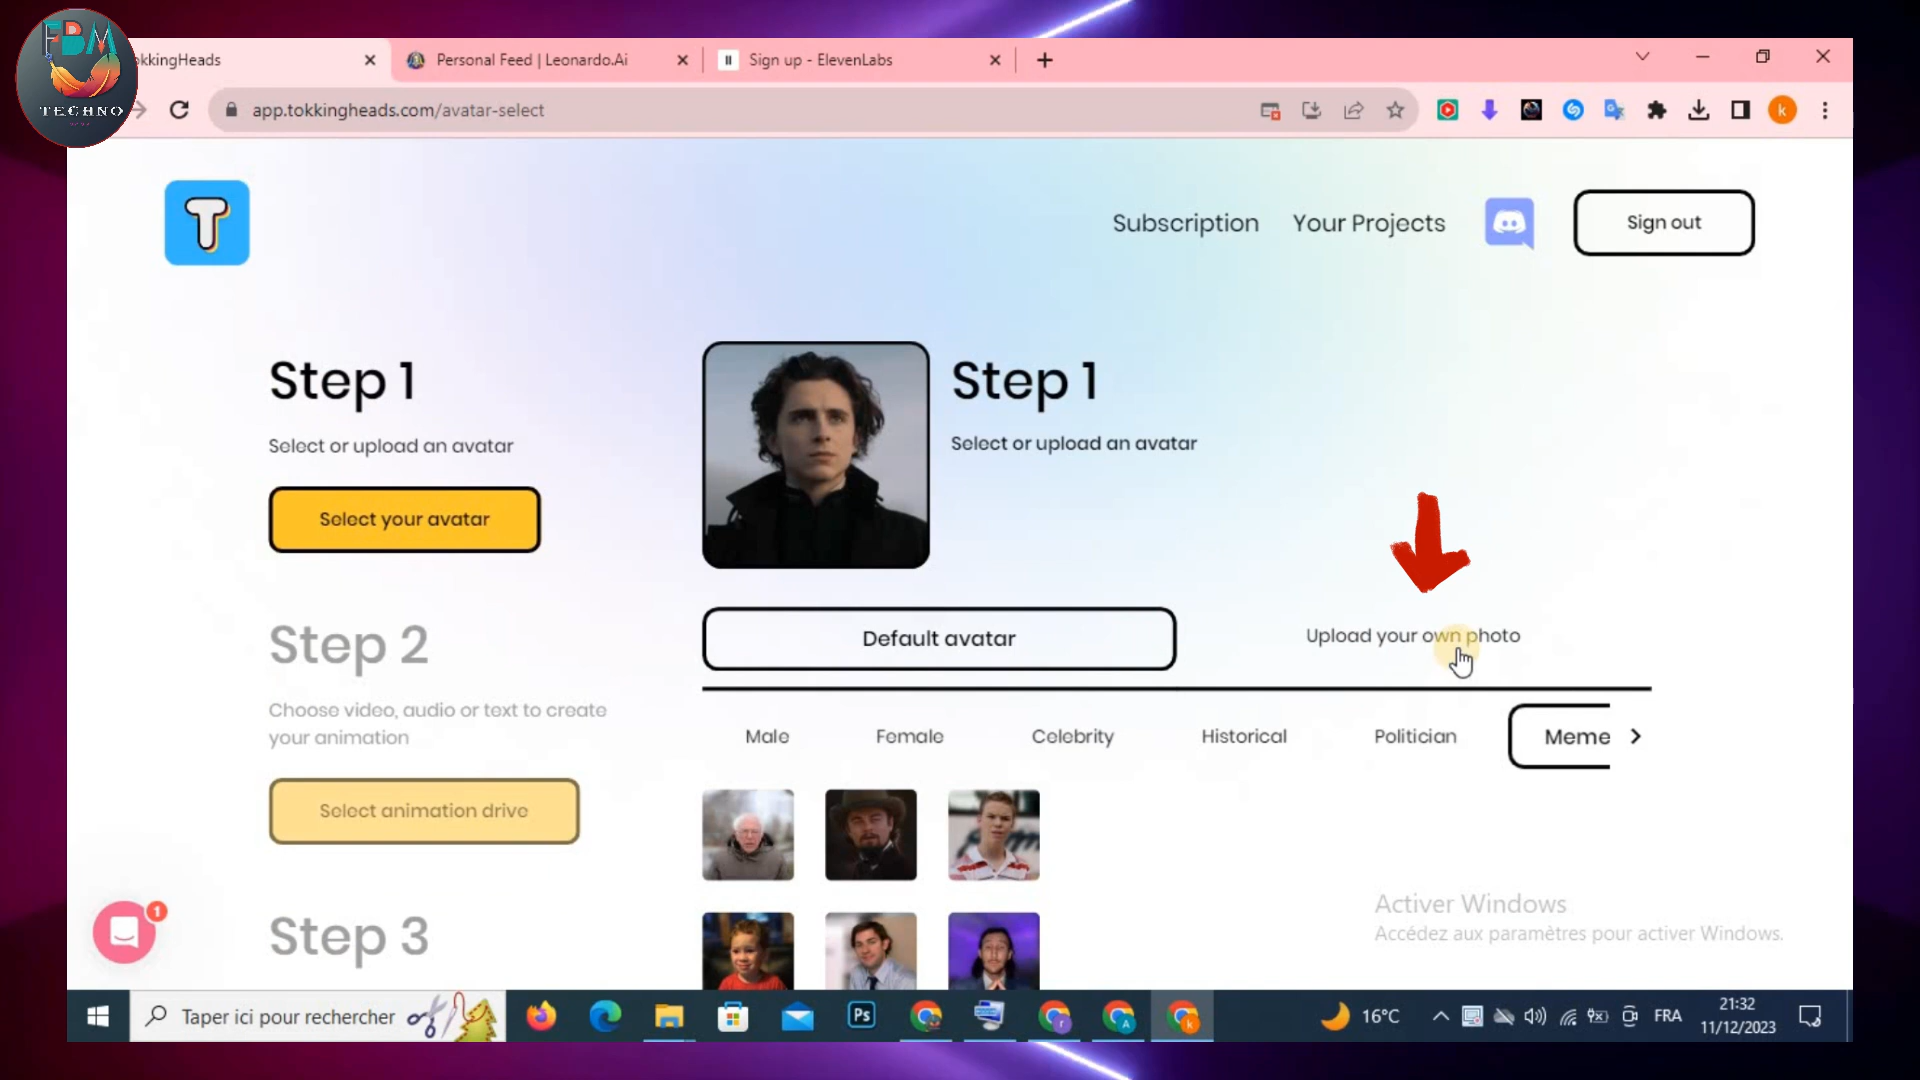 FBM
TECHNO
kkingHeads
Personal Feed | Leonardo.Ai
Sign up - ElevenLabs
app.tokkingheads.com/avatar-select
k
T
Subscription
Your Projects
Sign out
Step 1
Select or upload an avatar
Select your avatar
Step 1
Select or upload an avatar
Default avatar
Upload your own photo
Step 2
Choose video, audio or text to create
your animation
Select animation drive
Male
Female
Celebrity
Historical
Politician
Meme
Step 3
1
Activer Windows
Accédez aux paramètres pour activer Windows.
Taper ici pour rechercher
Ps
r
A
k
16°C
FRA
21:32
11/12/2023